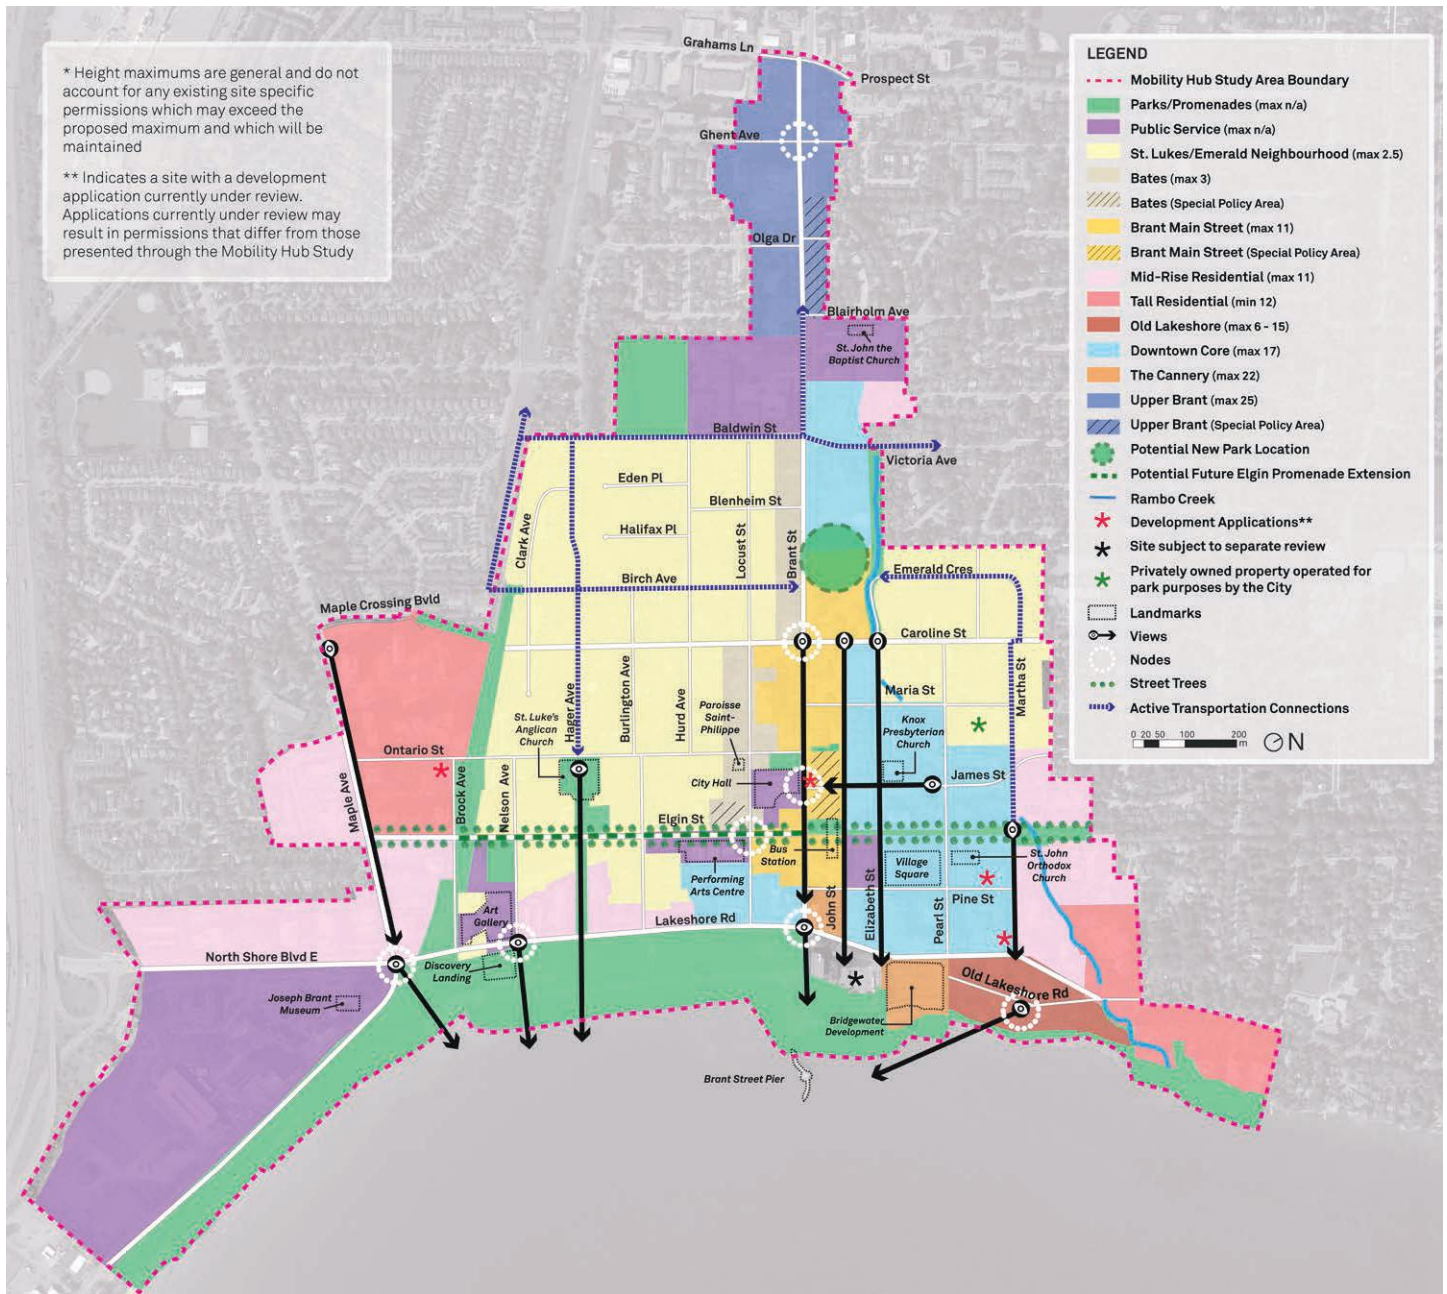 * Height maximums are general and do not
account for any existing site specific
permissions which may exceed the
proposed maximum and which will be
maintained
** Indicates a site with a development
application currently under review.
Applications currently under review may
result in permissions that differ from those
presented through the Mobility Hub Study
LEGEND
Mobility Hub Study Area Boundary
Parks/Promenades (max n/a)
Public Service (max n/a)
St. Lukes/Emerald Neighbourhood (max 2.5)
Bates (max 3)
Bates (Special Policy Area)
Brant Main Street (max 11)
Brant Main Street (Special Policy Area)
Mid-Rise Residential (max 11)
Tall Residential (min 12)
Old Lakeshore (max 6 - 15)
Downtown Core (max 17)
The Cannery (max 22)
Upper Brant (max 25)
Upper Brant (Special Policy Area)
Potential New Park Location
Potential Future Elgin Promenade Extension
Rambo Creek
Development Applications**
Site subject to separate review
Privately owned property operated for
park purposes by the City
Landmarks
Views
Nodes
Street Trees
Active Transportation Connections
0 20 50 100 200
m
N
Grahams Ln
Prospect St
Ghent Ave
Olga Dr
Blairholm Ave
St. John the
Baptist Church
Baldwin St
Victoria Ave
Eden Pl
Blenheim St
Clark Ave
Halifax Pl
Locust St
Brant St
Birch Ave
Emerald Cres
Maple Crossing Bvld
Caroline St
Maria St
Martha St
Hager Ave
Burlington Ave
Hurd Ave
St. Luke's
Anglican
Church
Paroisse
Saint-
Philippe
Knox
Presbyterian
Church
Ontario St
City Hall
James St
Maple Ave
Brock Ave
Nelson Ave
Elgin St
Bus
Station
Performing
Arts Centre
Village
Square
St. John
Orthodox
Church
Pine St
John St
Elizabeth St
Pearl St
Art
Gallery
Lakeshore Rd
North Shore Blvd E
Discovery
Landing
Old Lakeshore Rd
Joseph Brant
Museum
Bridgewater
Development
Brant Street Pier